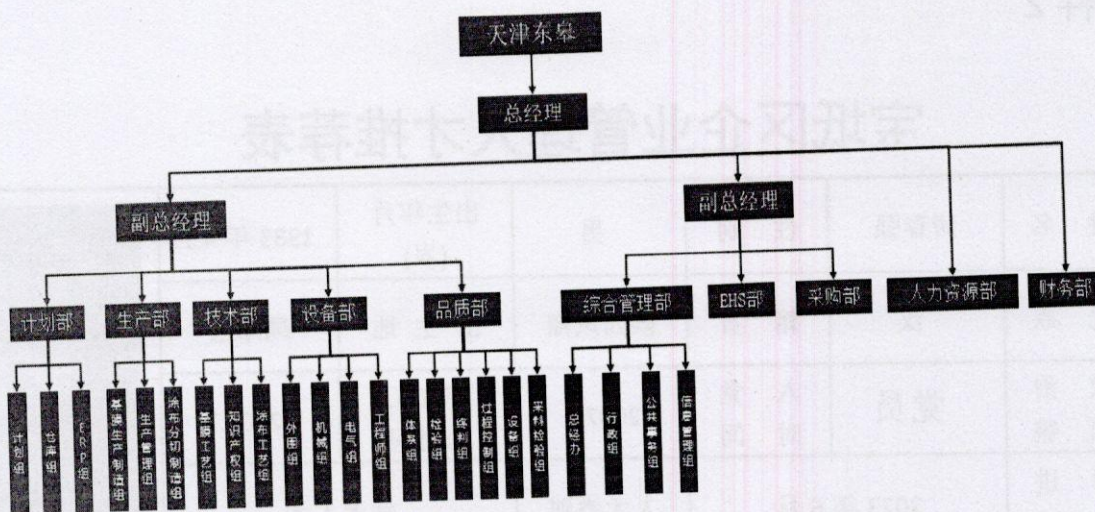 天津东皋
总经理
副总经理
副总经理
计划部
生产部
技术部
设备部
品质部
综合管理部
EHS部
采购部
人力资源部
财务部
计划组
仓库组
ERP组
基膜生产制造组
生产管理组
涂布分切制造组
基膜工艺组
知识产权组
涂布工艺组
外围组
机械组
电气组
工程师组
体系组
检验组
终判组
过程控制组
设备组
来料检验组
总经办
行政组
公共事务组
信息管理组